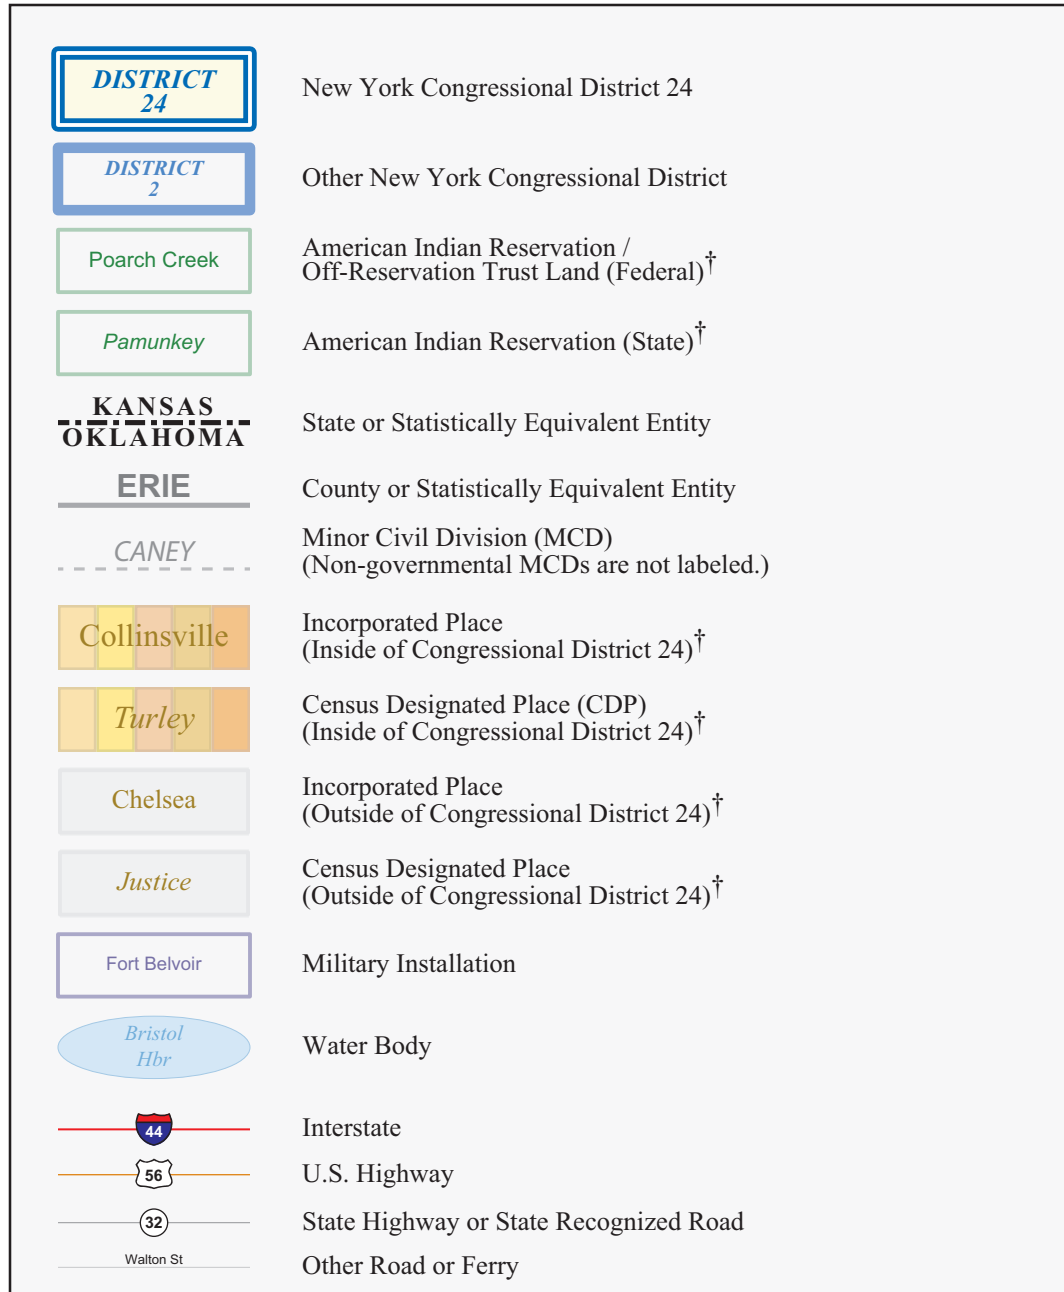 DISTRICT
24
New York Congressional District 24
DISTRICT
2
Other New York Congressional District
Poarch Creek
American Indian Reservation /
Off-Reservation Trust Land (Federal)†
Pamunkey
American Indian Reservation (State)†
KANSAS
OKLAHOMA
State or Statistically Equivalent Entity
ERIE
County or Statistically Equivalent Entity
CANEY
Minor Civil Division (MCD)
(Non-governmental MCDs are not labeled.)
Collinsville
Incorporated Place
(Inside of Congressional District 24)†
Turley
Census Designated Place (CDP)
(Inside of Congressional District 24)†
Chelsea
Incorporated Place
(Outside of Congressional District 24)†
Justice
Census Designated Place
(Outside of Congressional District 24)†
Fort Belvoir
Military Installation
Bristol
Hbr
Water Body
44
Interstate
56
U.S. Highway
32
State Highway or State Recognized Road
Walton St
Other Road or Ferry